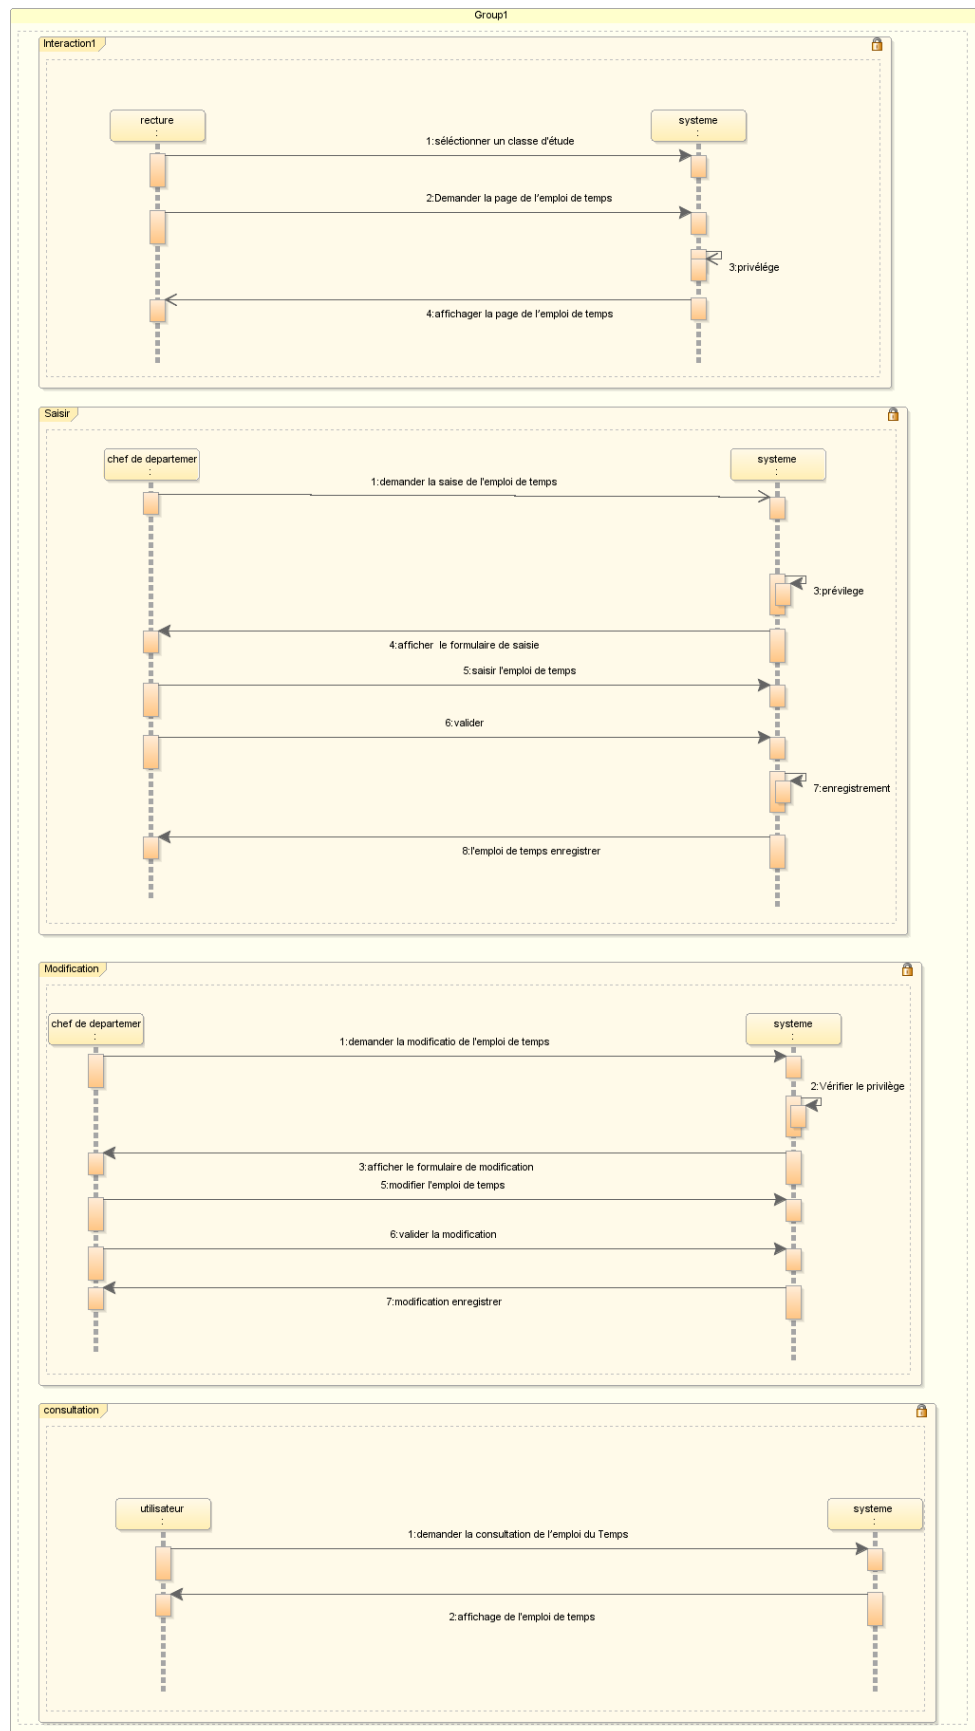 Group1
Interaction1
recture
:
systeme
:
1:séléctionner un classe d'étude
2:Demander la page de l'emploi de temps
3:privélége
4:affichager la page de l'emploi de temps
Saisir
chef de departemer
:
systeme
:
1:demander la saise de l'emploi de temps
3:prévilege
4:afficher le formulaire de saisie
5:saisir l'emploi de temps
6:valider
7:enregistrement
8:l'emploi de temps enregistrer
Modification
chef de departemer
:
systeme
:
1:demander la modificatio de l'emploi de temps
2:Vérifier le privilège
3:afficher le formulaire de modification
5:modifier l'emploi de temps
6:valider la modification
7:modification enregistrer
consultation
utilisateur
:
systeme
:
1:demander la consultation de l'emploi du Temps
2:affichage de l'emploi de temps